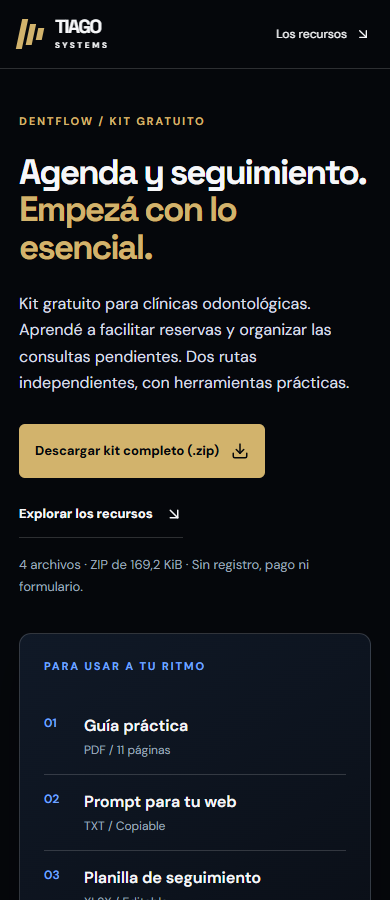 TIAGO
SYSTEMS
Los recursos
DENTFLOW / KIT GRATUITO
Agenda y seguimiento.
Empezá con lo
esencial.
Kit gratuito para clínicas odontológicas.
Aprendé a facilitar reservas y organizar las
consultas pendientes. Dos rutas
independientes, con herramientas prácticas.
Descargar kit completo (.zip)
Explorar los recursos
4 archivos · ZIP de 169,2 KiB · Sin registro, pago ni
formulario.
PARA USAR A TU RITMO
01
Guía práctica
PDF / 11 páginas
02
Prompt para tu web
TXT / Copiable
03
Planilla de seguimiento